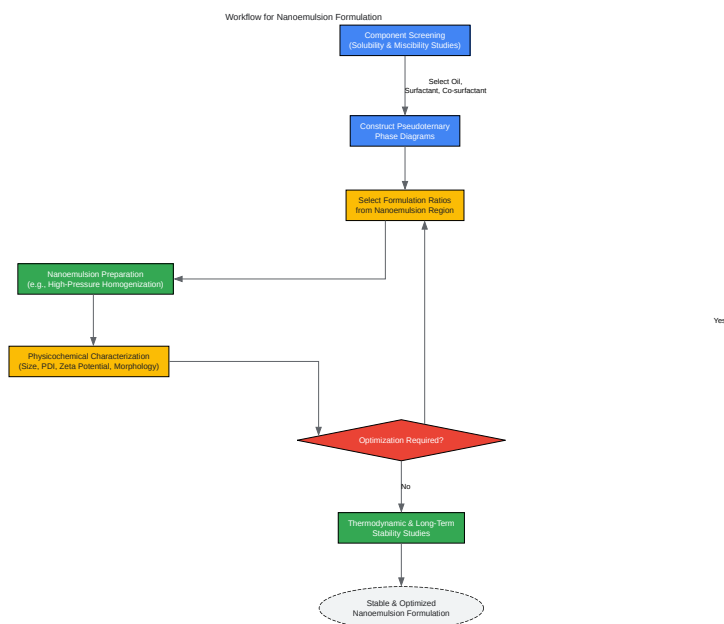 Workflow for Nanoemulsion Formulation
Component Screening
(Solubility & Miscibility Studies)
Select Oil,
Surfactant, Co-surfactant
Construct Pseudoternary
Phase Diagrams
Select Formulation Ratios
from Nanoemulsion Region
Nanoemulsion Preparation
(e.g., High-Pressure Homogenization)
Yes
Physicochemical Characterization
(Size, PDI, Zeta Potential, Morphology)
Optimization Required?
No
Thermodynamic & Long-Term
Stability Studies
Stable & Optimized
Nanoemulsion Formulation